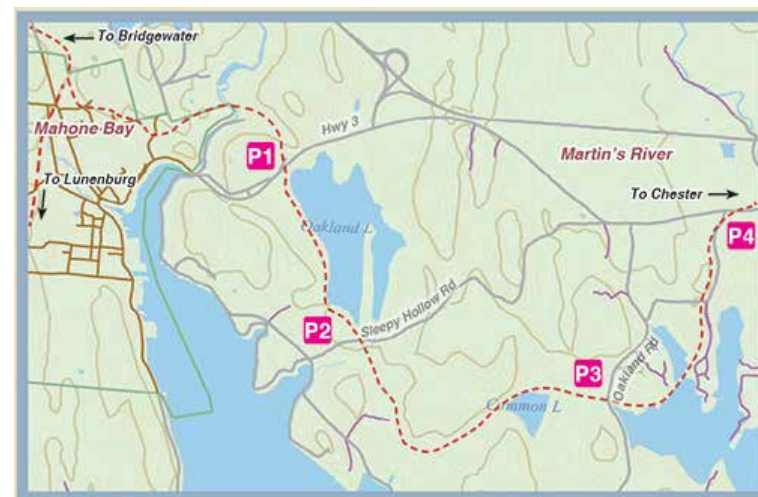 To Bridgewater
Mahone Bay
P1
Hwy 3
Martin's River
To Lunenburg
To Chester
Oakland L
P4
P2
Sleepy Hollow Rd
P3
Oakland Rd
Common L